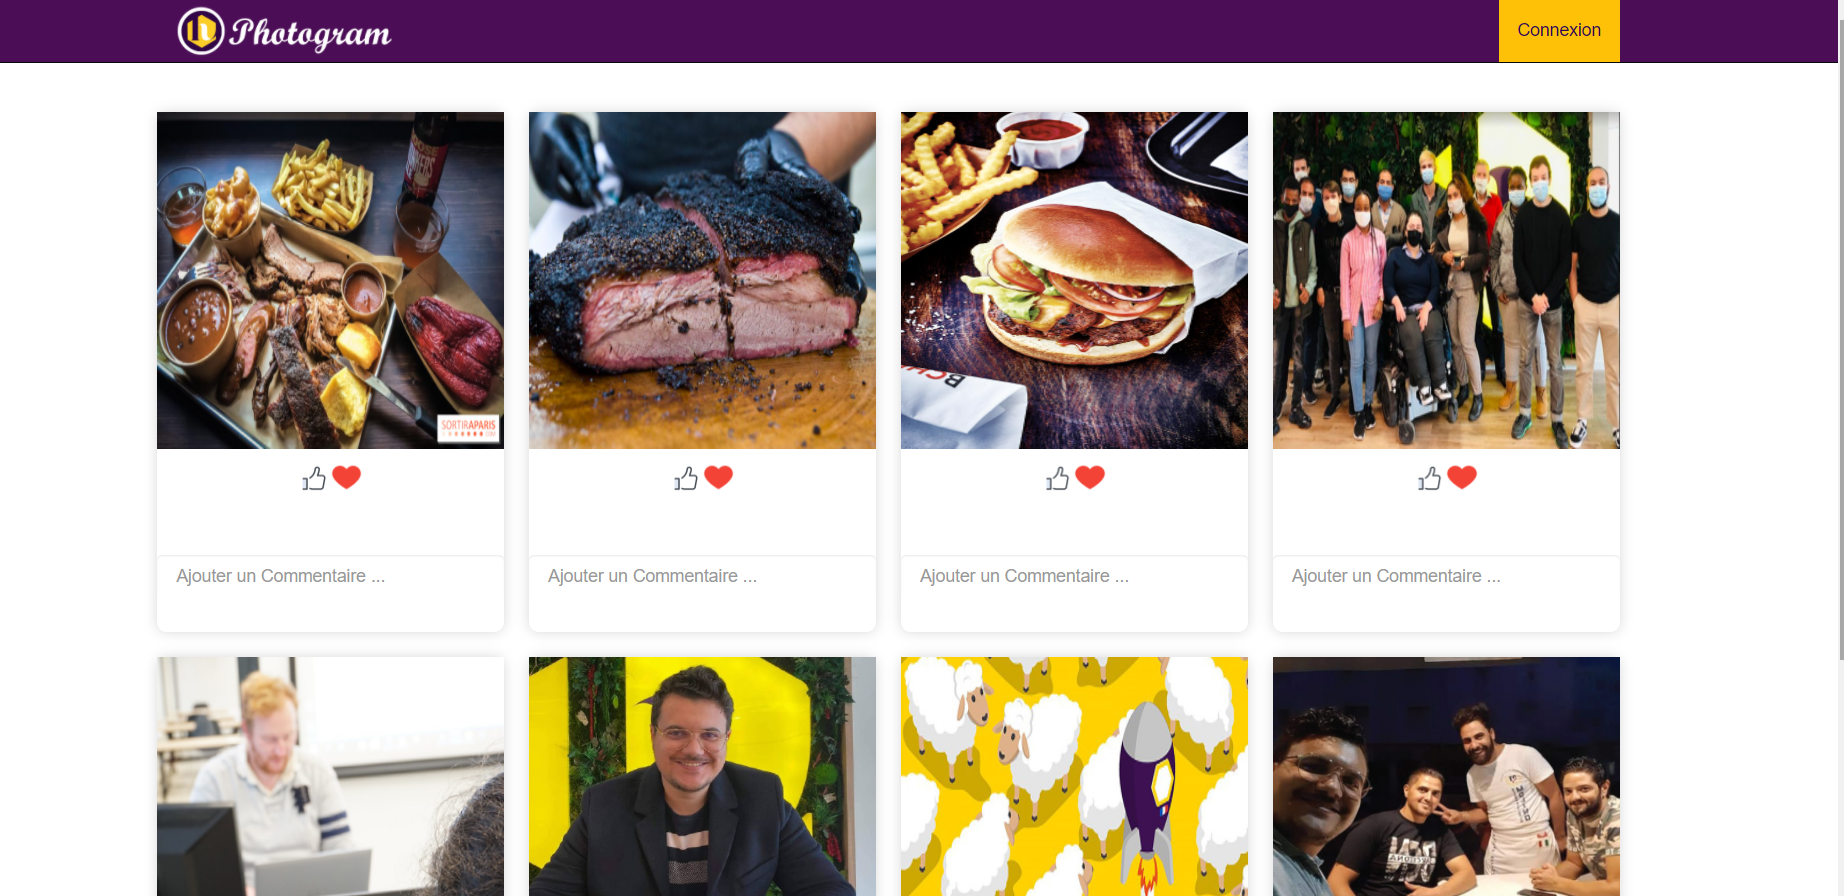 Photogram
Connexion
SORTIRAPARIS
Ajouter un Commentaire ...
Ajouter un Commentaire ...
Ajouter un Commentaire ...
Ajouter un Commentaire ...